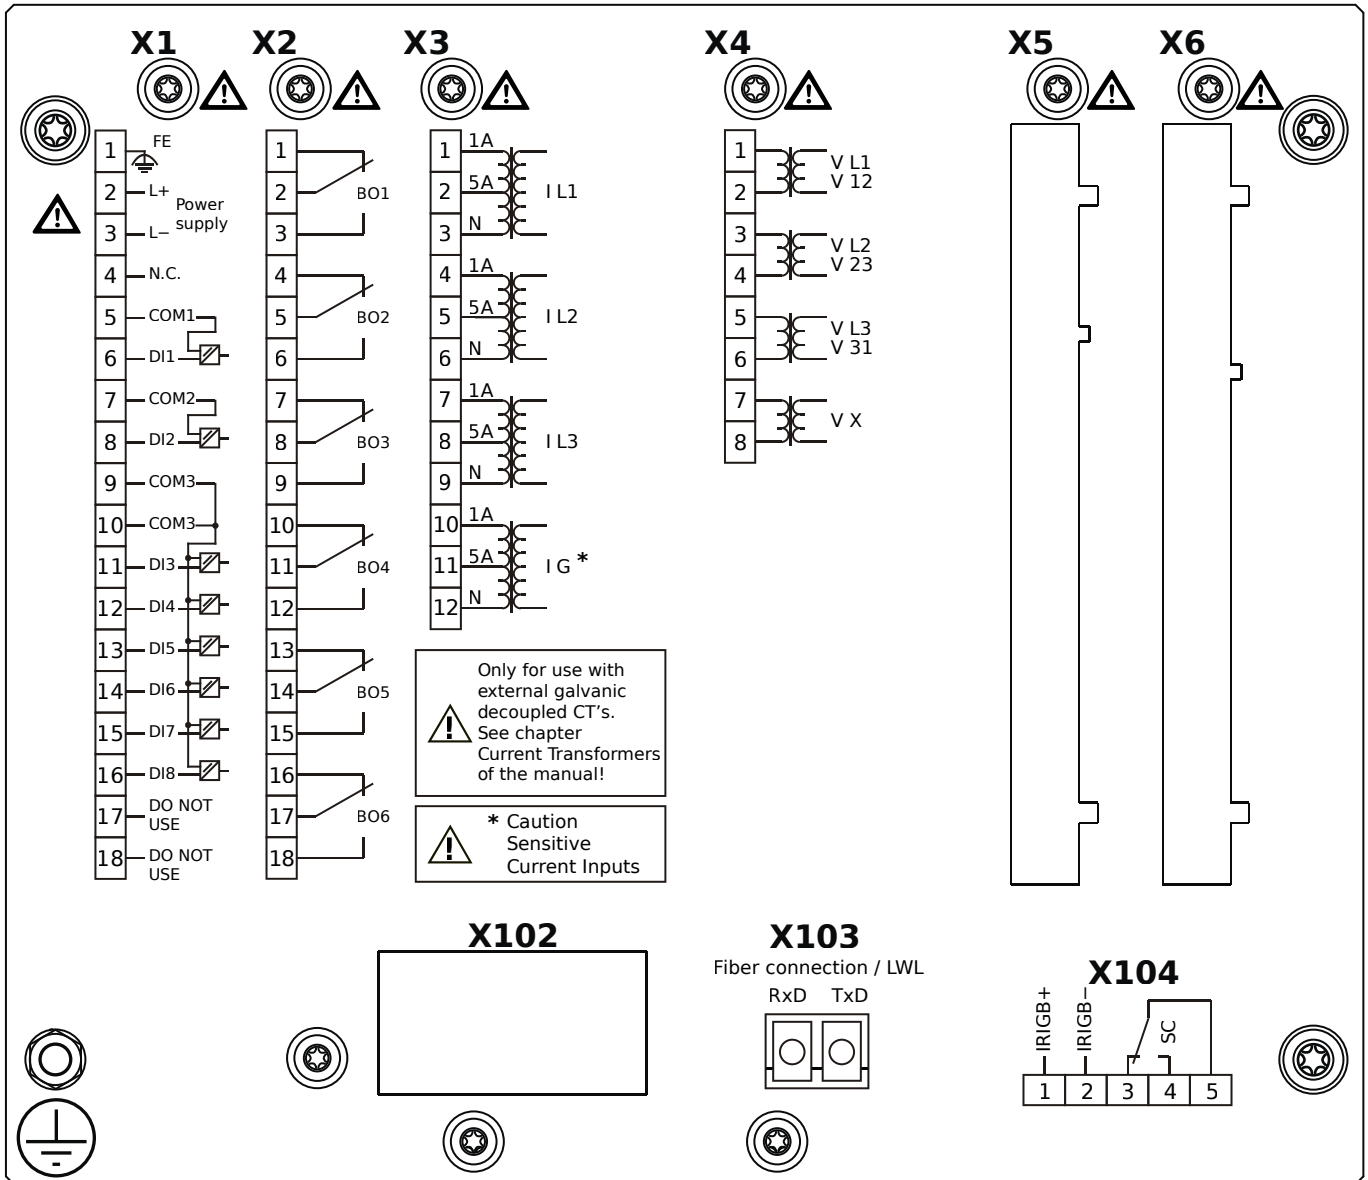 X1 X2 X3 X4 X5 X6
1 FE
2 L+
Power
supply
3 L−
4 N.C.
5 COM1
6 DI1
7 COM2
8 DI2
9 COM3
10 COM3
11 DI3
12 DI4
13 DI5
14 DI6
15 DI7
16 DI8
17 DO NOT
USE
18 DO NOT
USE
1
2 BO1
3
4
5 BO2
6
7
8 BO3
9
10
11 BO4
12
13
14 BO5
15
16
17 BO6
18
1 1A
2 5A I L1
3 N
4 1A
5 5A I L2
6 N
7 1A
8 5A I L3
9 N
10 1A
11 5A I G *
12 N
Only for use with
external galvanic
decoupled CT's.
See chapter
Current Transformers
of the manual!
* Caution
Sensitive
Current Inputs
1 V L1
2 V 12
3 V L2
4 V 23
5 V L3
6 V 31
7 V X
8
X102
X103
Fiber connection / LWL
RxD TxD
X104
IRIGB+
IRIGB−
SC
1 2 3 4 5